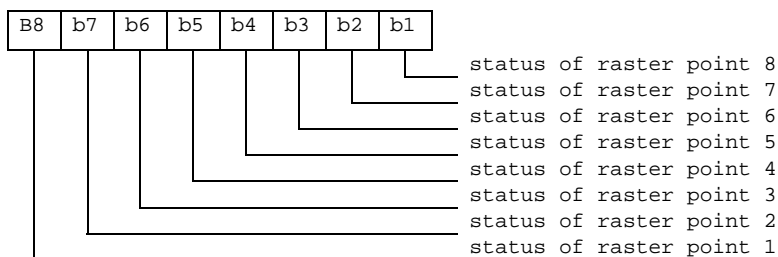 B8 b7 b6 b5 b4 b3 b2 b1
status of raster point 8
status of raster point 7
status of raster point 6
status of raster point 5
status of raster point 4
status of raster point 3
status of raster point 2
status of raster point 1